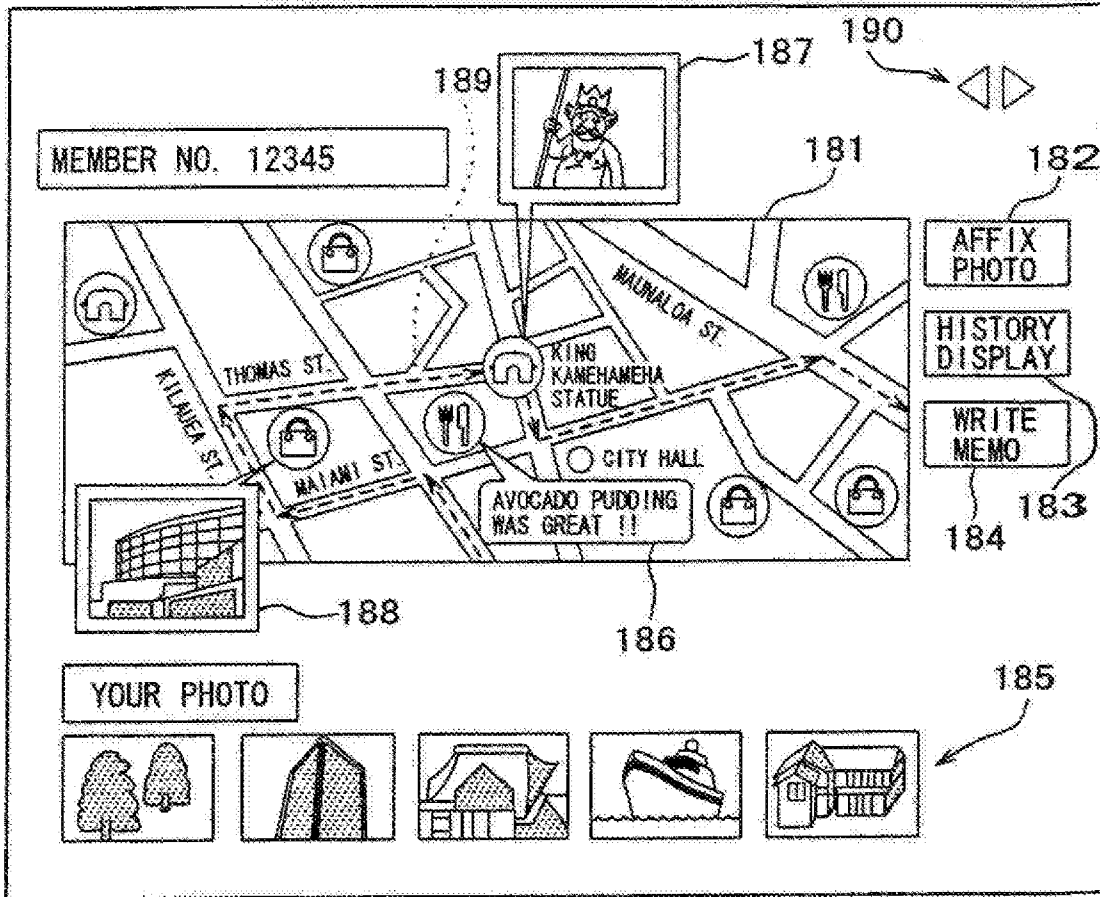 190
187
189
MEMBER NO. 12345
181
182
AFFIX
PHOTO
MAUNALOA ST.
HISTORY
DISPLAY
THOMAS ST.
KING
KAMEHAMEHA
STATUE
KILAUEA ST.
WRITE
MEMO
MAIAMI ST.
CITY HALL
183
AVOCADO PUDDING
WAS GREAT !!
184
188
186
YOUR PHOTO
185